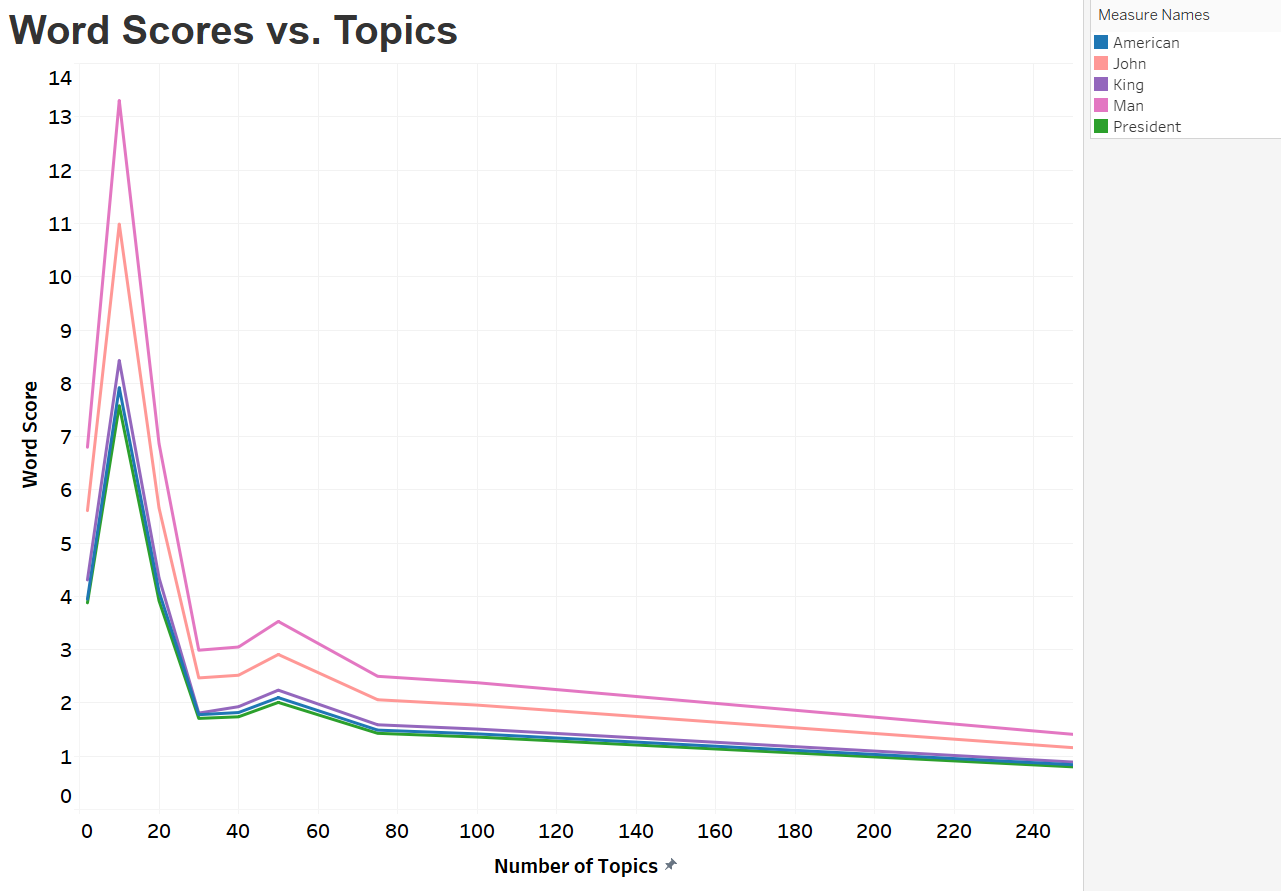 Word Scores vs. Topics
Measure Names
American
John
King
Man
President
14
13
12
11
10
9
8
7
6
5
4
3
2
1
0
Word Score
0 20 40 60 80 100 120 140 160 180 200 220 240
Number of Topics